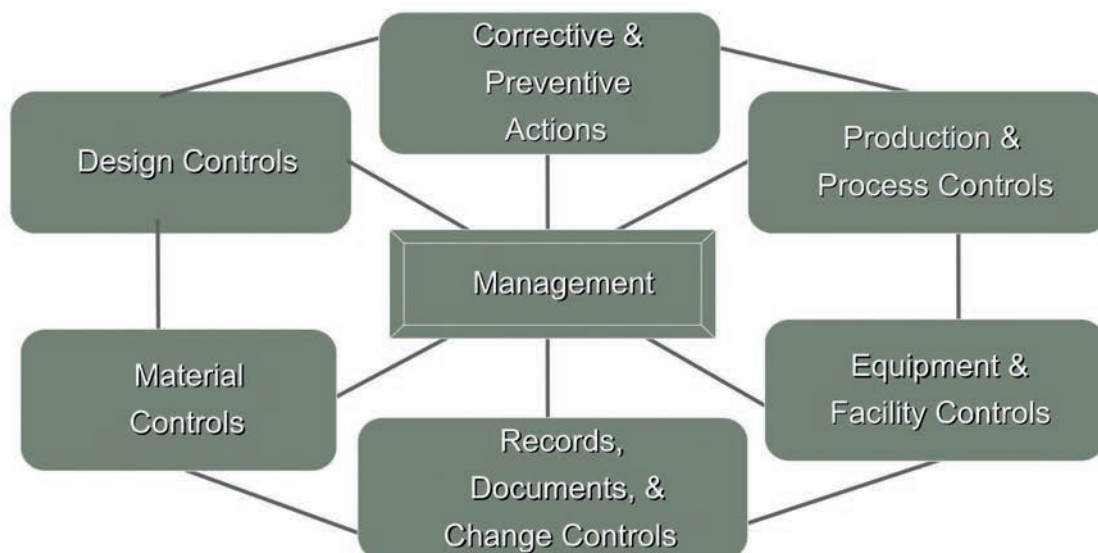 Corrective &
Preventive
Actions
Design Controls
Production &
Process Controls
Management
Material
Controls
Equipment &
Facility Controls
Records,
Documents, &
Change Controls